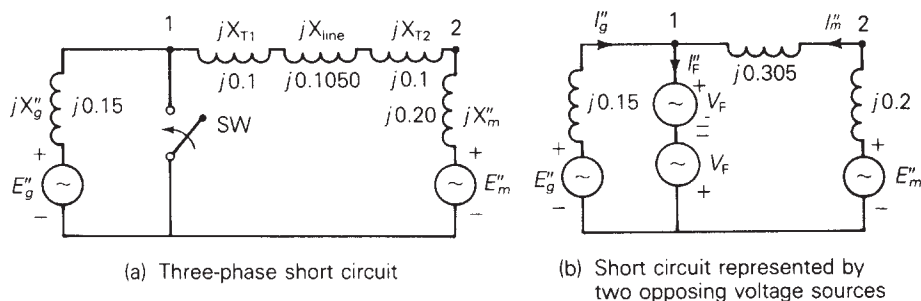 1
jX_T1
jX_line
jX_T2
2
j0.1
j0.1050
j0.1
jX″_g
j0.15
SW
j0.20
jX″_m
+
E″_g
~
−
+
E″_m
~
−
(a) Three-phase short circuit
I″_g
1
I″_m
2
I″_F
j0.305
j0.15
+
V_F
~
−
=
j0.2
V_F
~
+
+
E″_g
~
−
+
E″_m
~
−
(b) Short circuit represented by
two opposing voltage sources